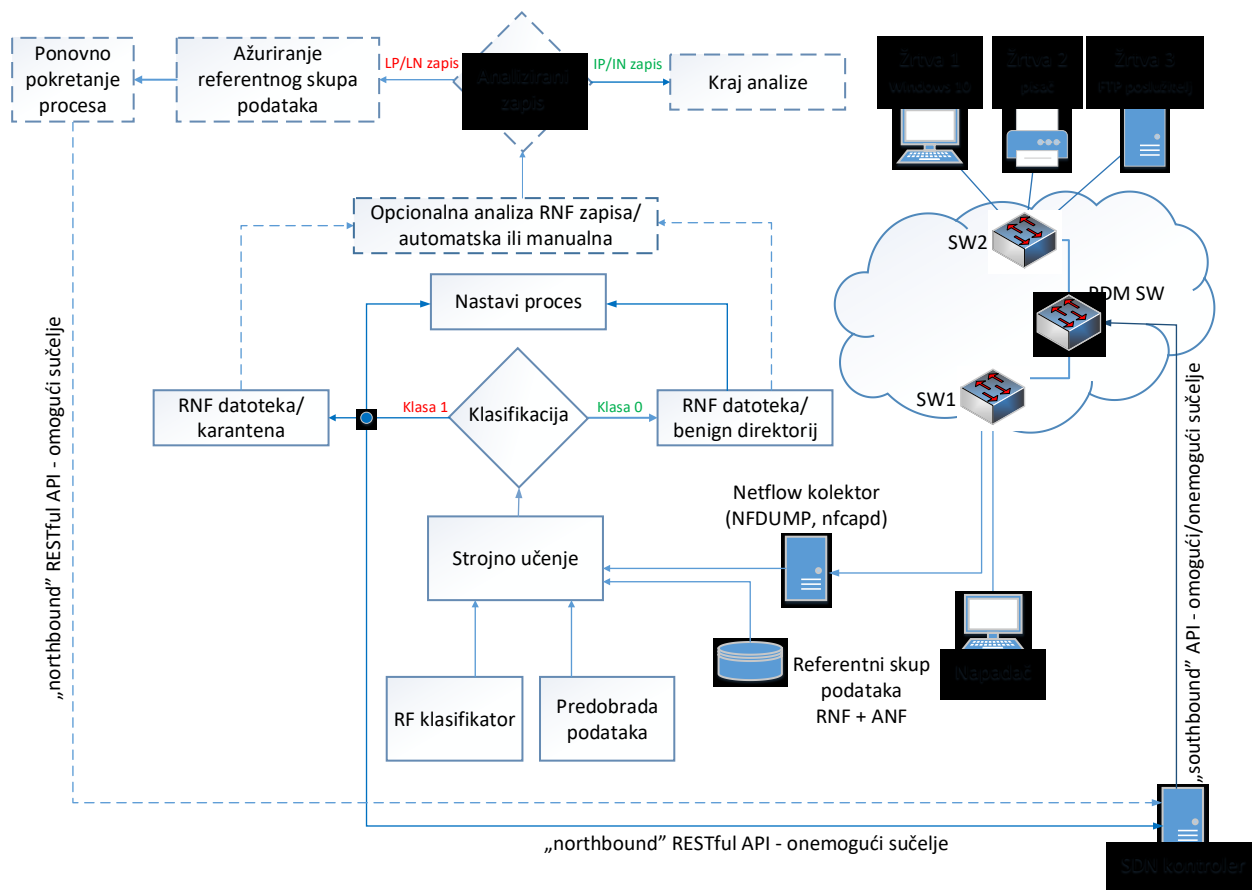 Ponovno
pokretanje
procesa
Ažuriranje
referentnog skupa
podataka
LP/LN zapis
Analizirani
zapis
IP/IN zapis
Kraj analize
Žrtva 1
Windows 10
Žrtva 2
pisač
Žrtva 3
FTP poslužitelj
Opcionalna analiza RNF zapisa/
automatska ili manualna
SW2
Nastavi proces
PDM SW
RNF datoteka/
karantena
Klasa 1
Klasifikacija
Klasa 0
RNF datoteka/
benign direktorij
SW1
Netflow kolektor
(NFDUMP, nfcapd)
Strojno učenje
Referentni skup
podataka
RNF + ANF
Napadač
RF klasifikator
Predobrada
podataka
„northbound” RESTful API - omogući sučelje
„southbound” API - omogući/onemogući sučelje
„northbound” RESTful API - onemogući sučelje
SDN kontroler